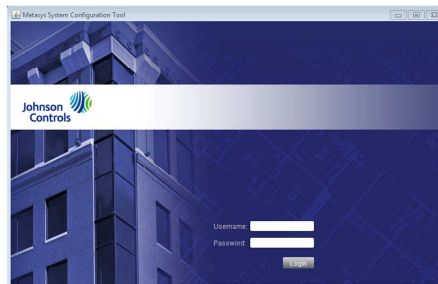 Metasys System Configuration Tool
Johnson
Controls
Username:
Password:
Login